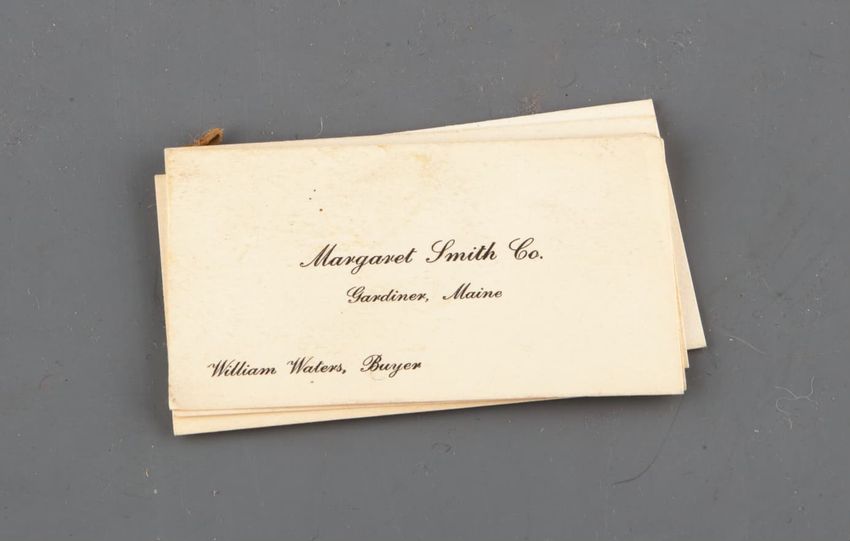 Margaret Smith Co.
Gardiner, Maine
William Waters, Buyer